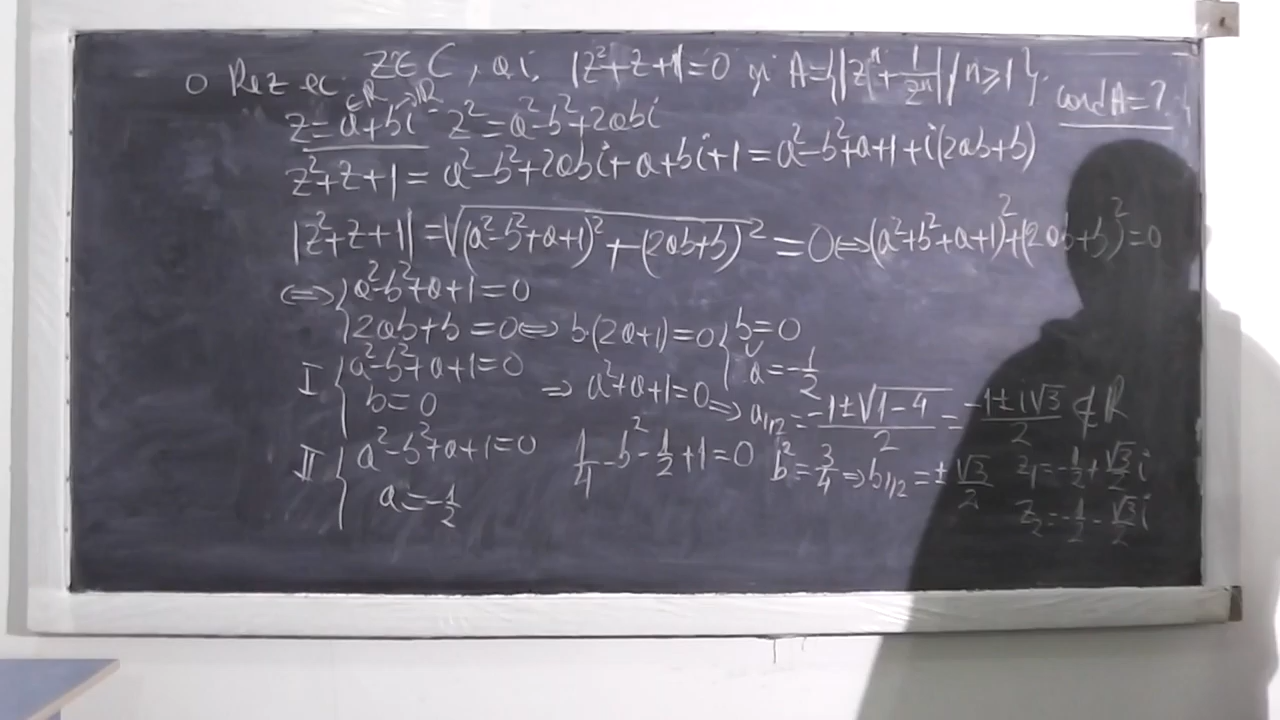 o Rez ec. z∈C, aî. |z²+z+1|=0 și A={|zⁿ+1/zⁿ| / n≥1}. card A=?
z=a+bi ∈R ∈R z²=a²-b²+2abi
z²+z+1= a²-b²+2abi+a+bi+1=a²-b²+a+1+i(2ab+b)
|z²+z+1|=√((a²-b²+a+1)²+(2ab+b)²)=0⇔(a²+b²+a+1)²+(2ab+b)²=0
⇔{a²-b²+a+1=0
2ab+b=0⇔b·(2a+1)=0 {b=0 ∨ a=-1/2
I {a²-b²+a+1=0
b=0 ⇒ a²+a+1=0 ⇒ a1/2=(-1±√(1-4))/2=(-1±i√3)/2 ∉R
II {a²-b²+a+1=0 1/4-b²-1/2+1=0 b²=3/4⇒b1/2=±√3/2 z₁=-1/2+√3/2 i
a=-1/2 z₂=-1/2-√3/2 i